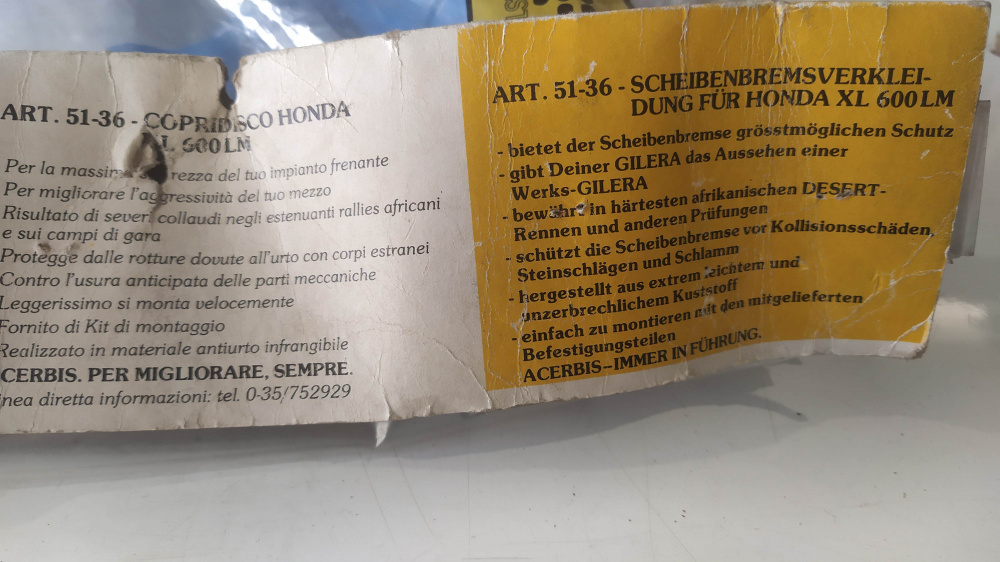 ART. 51-36 - COPRIDISCO HONDA
XL 600 LM
Per la massima rezza del tuo impianto frenante
Per migliorare l'aggressività del tuo mezzo
Risultato di severi collaudi negli estenuanti rallies africani
e sui campi di gara
Protegge dalle rotture dovute all'urto con corpi estranei
Contro l'usura anticipata delle parti meccaniche
Leggerissimo si monta velocemente
Fornito di Kit di montaggio
Realizzato in materiale antiurto infrangibile
CERBIS. PER MIGLIORARE, SEMPRE.
nea diretta informazioni: tel. 0-35/752929
ART. 51-36 - SCHEIBENBREMSVERKLEI-
DUNG FÜR HONDA XL 600 LM
- bietet der Scheibenbremse grösstmöglichen Schutz
- gibt Deiner GILERA das Aussehen einer
Werks-GILERA
- bewährt in härtesten afrikanischen DESERT-
Rennen und anderen Prüfungen
- schützt die Scheibenbremse vor Kollisionsschäden,
Steinschlägen und Schlamm
- hergestellt aus extrem leichtem und
unzerbrechlichem Kuststoff
- einfach zu montieren mit den mitgelieferten
Befestigungsteilen
ACERBIS-IMMER IN FÜHRUNG.